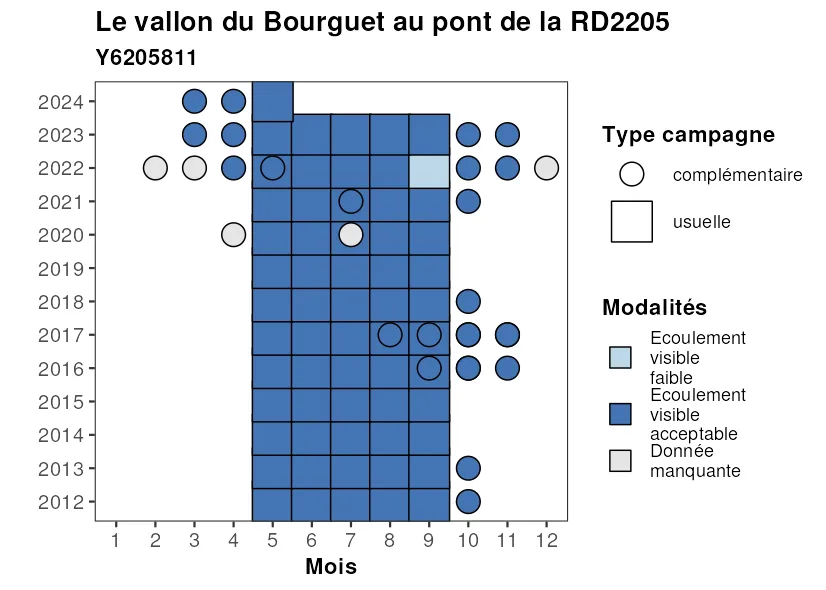 Le vallon du Bourguet au pont de la RD2205
Y6205811
2024
2023
2022
2021
2020
2019
2018
2017
2016
2015
2014
2013
2012
1 2 3 4 5 6 7 8 9 10 11 12
Mois
Type campagne
complémentaire
usuelle
Modalités
Ecoulement
visible
faible
Ecoulement
visible
acceptable
Donnée
manquante